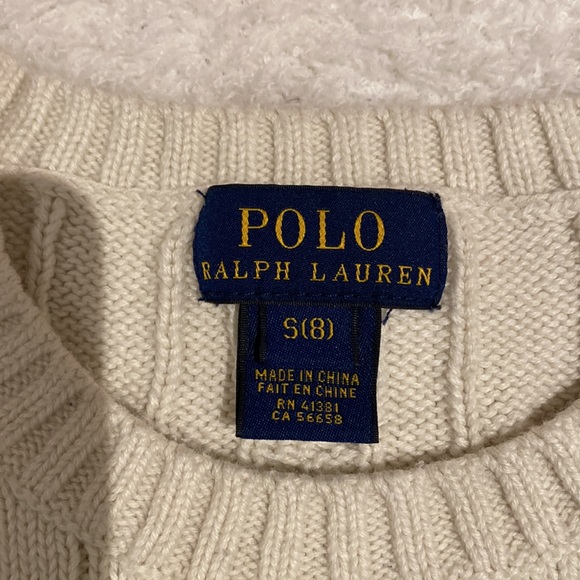 POLO
RALPH LAUREN
S(8)
MADE IN CHINA
FAIT EN CHINE
RN 41381
CA 56658